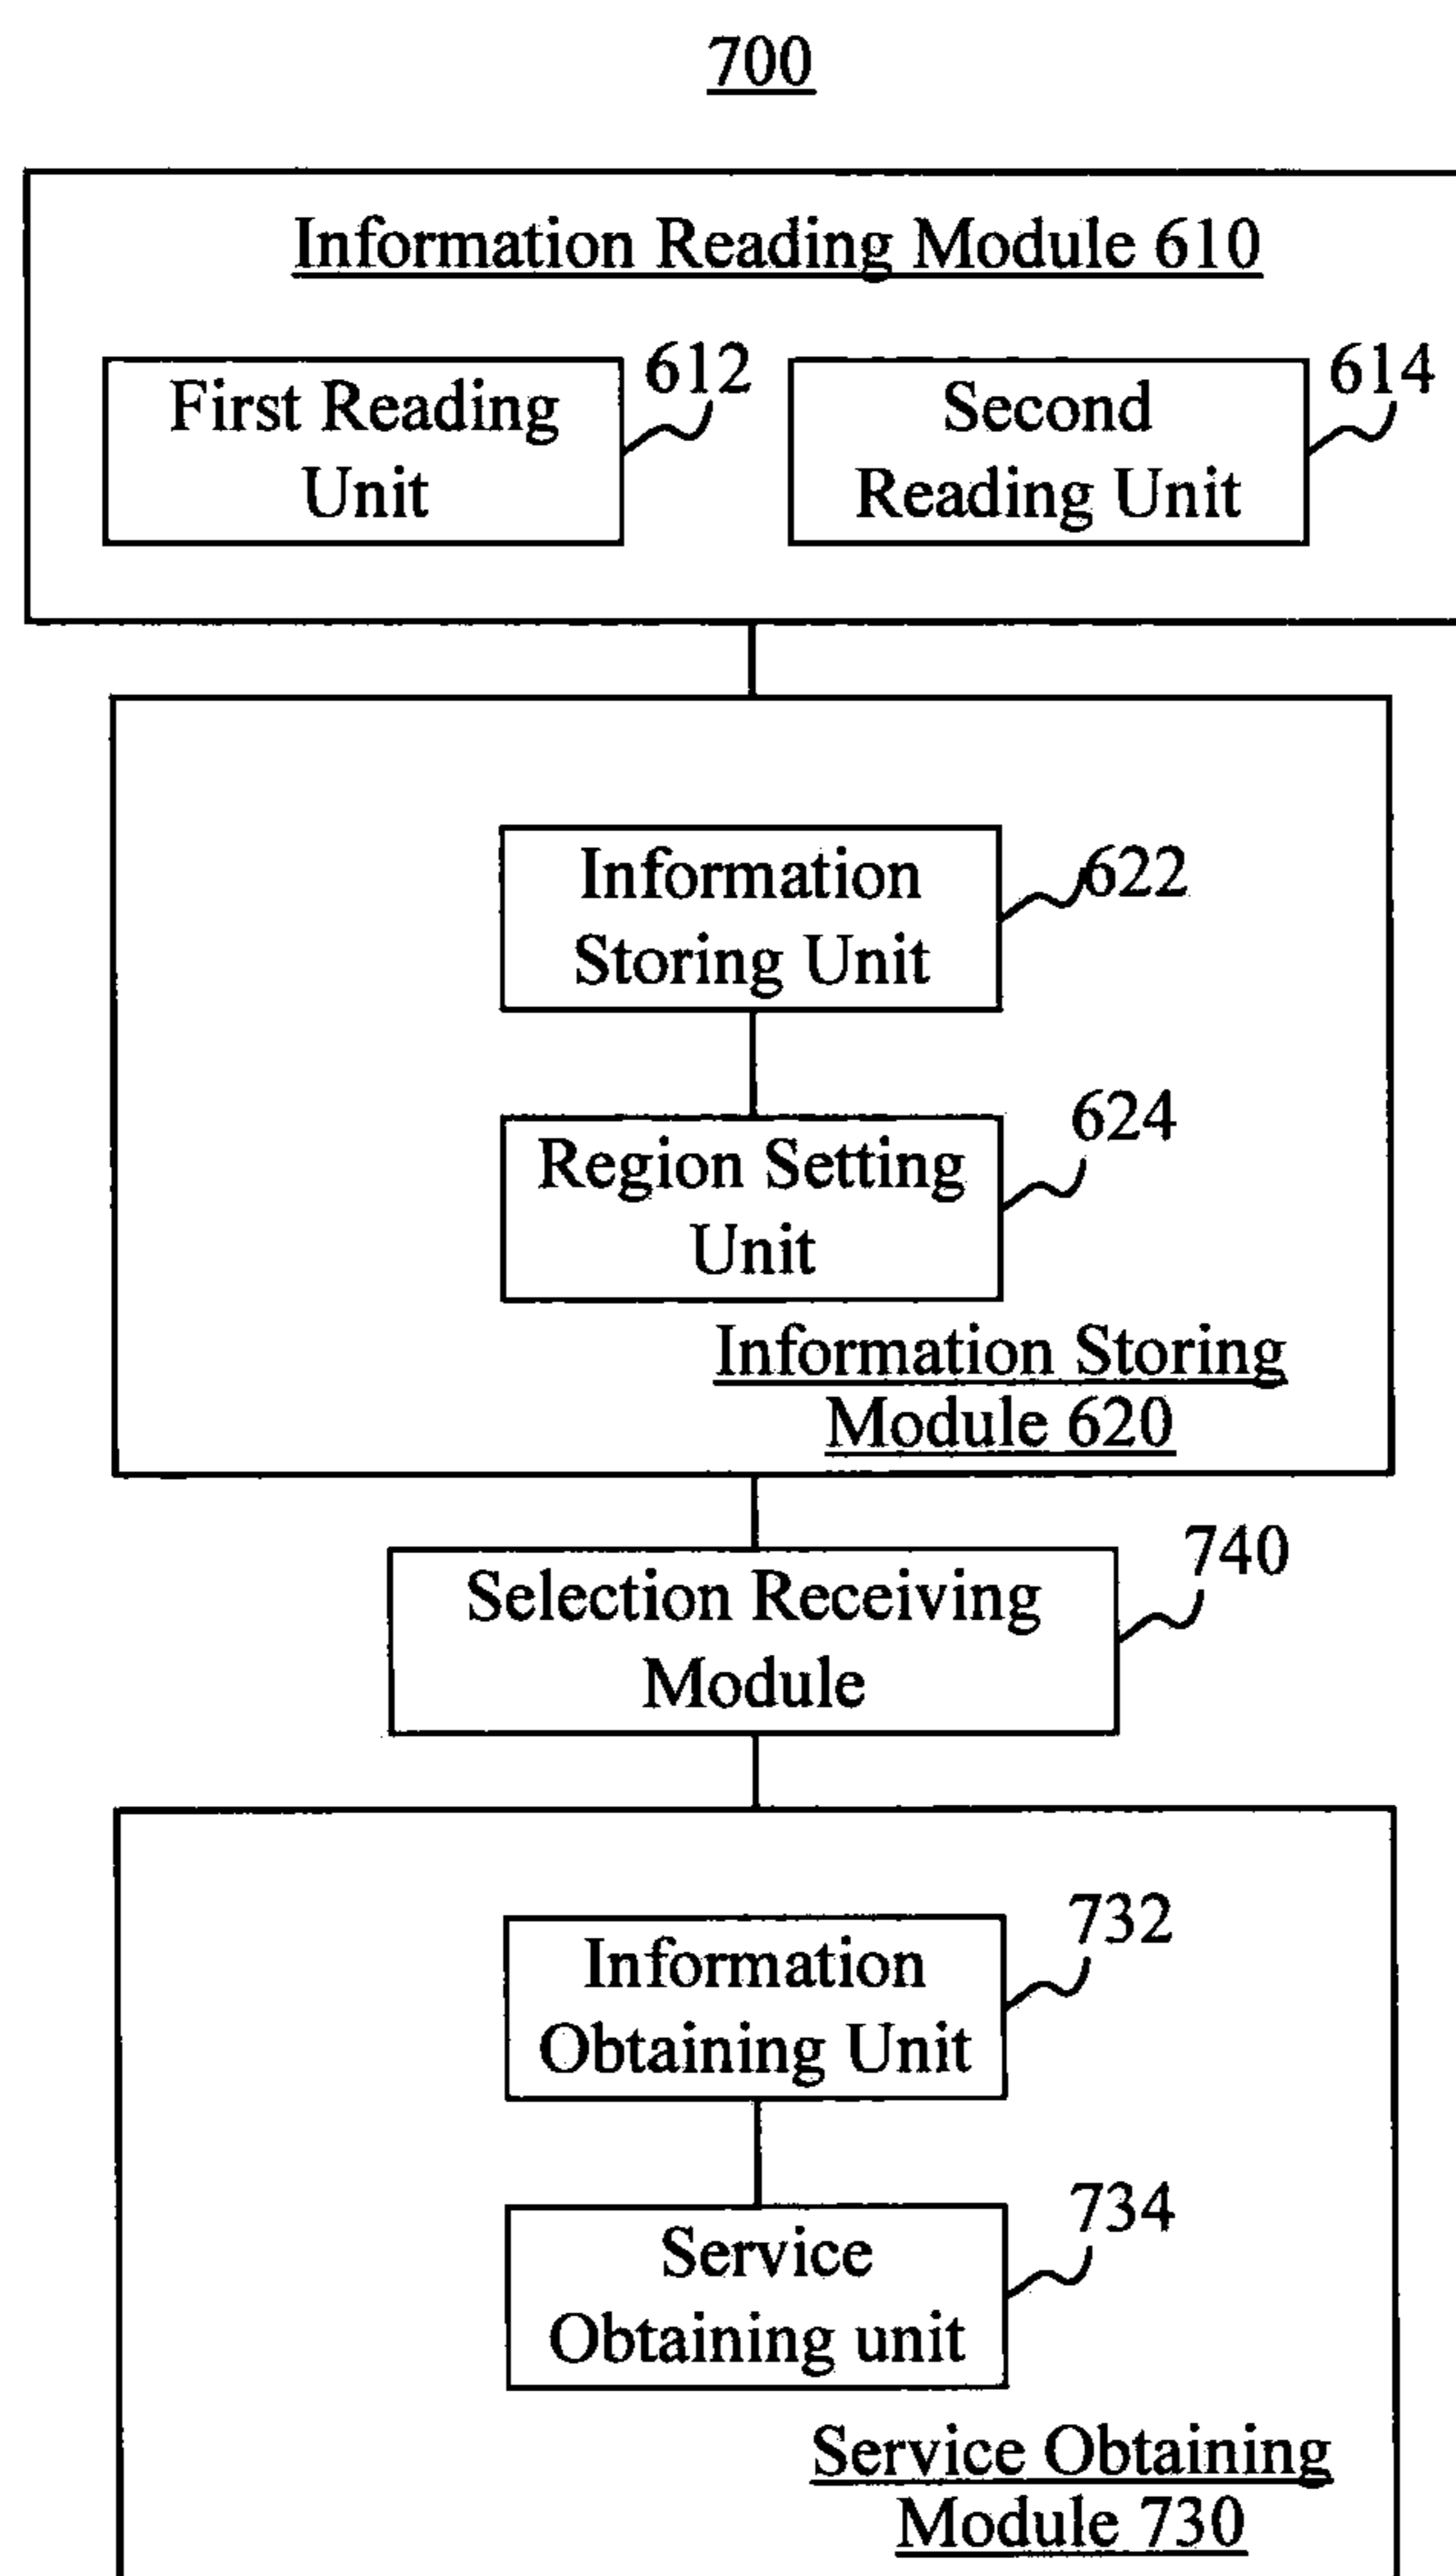 700
Information Reading Module 610
First Reading
Unit
612
Second
Reading Unit
614
Information
Storing Unit
622
Region Setting
Unit
624
Information Storing
Module 620
Selection Receiving
Module
740
Information
Obtaining Unit
732
Service
Obtaining unit
734
Service Obtaining
Module 730